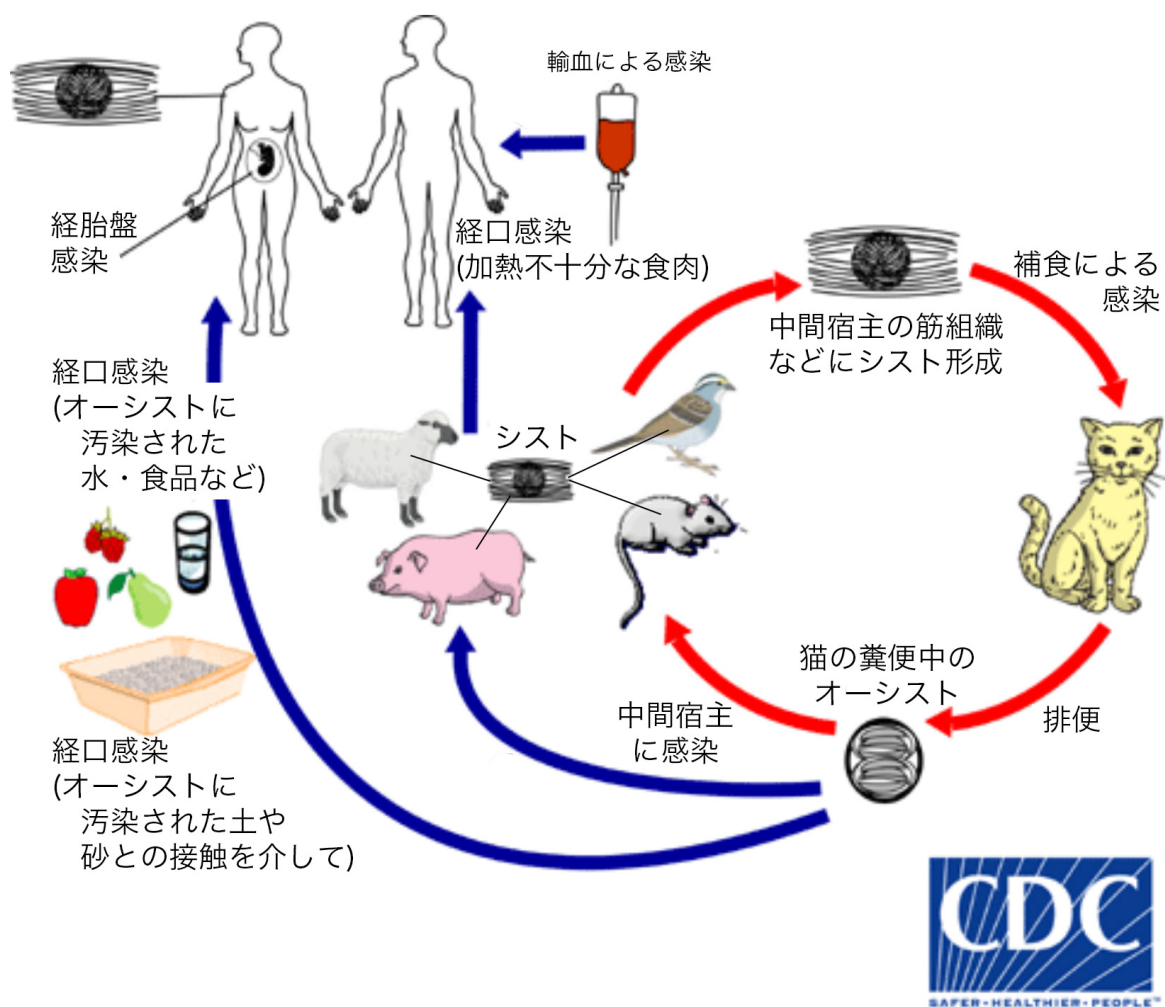 輸血による感染
経胎盤
感染
経口感染
(加熱不十分な食肉)
補食による
感染
中間宿主の筋組織
などにシスト形成
経口感染
(オーシストに
汚染された
水・食品など)
シスト
猫の糞便中の
オーシスト
排便
中間宿主
に感染
経口感染
(オーシストに
汚染された土や
砂との接触を介して)
CDC
SAFER・HEALTHIER・PEOPLE™